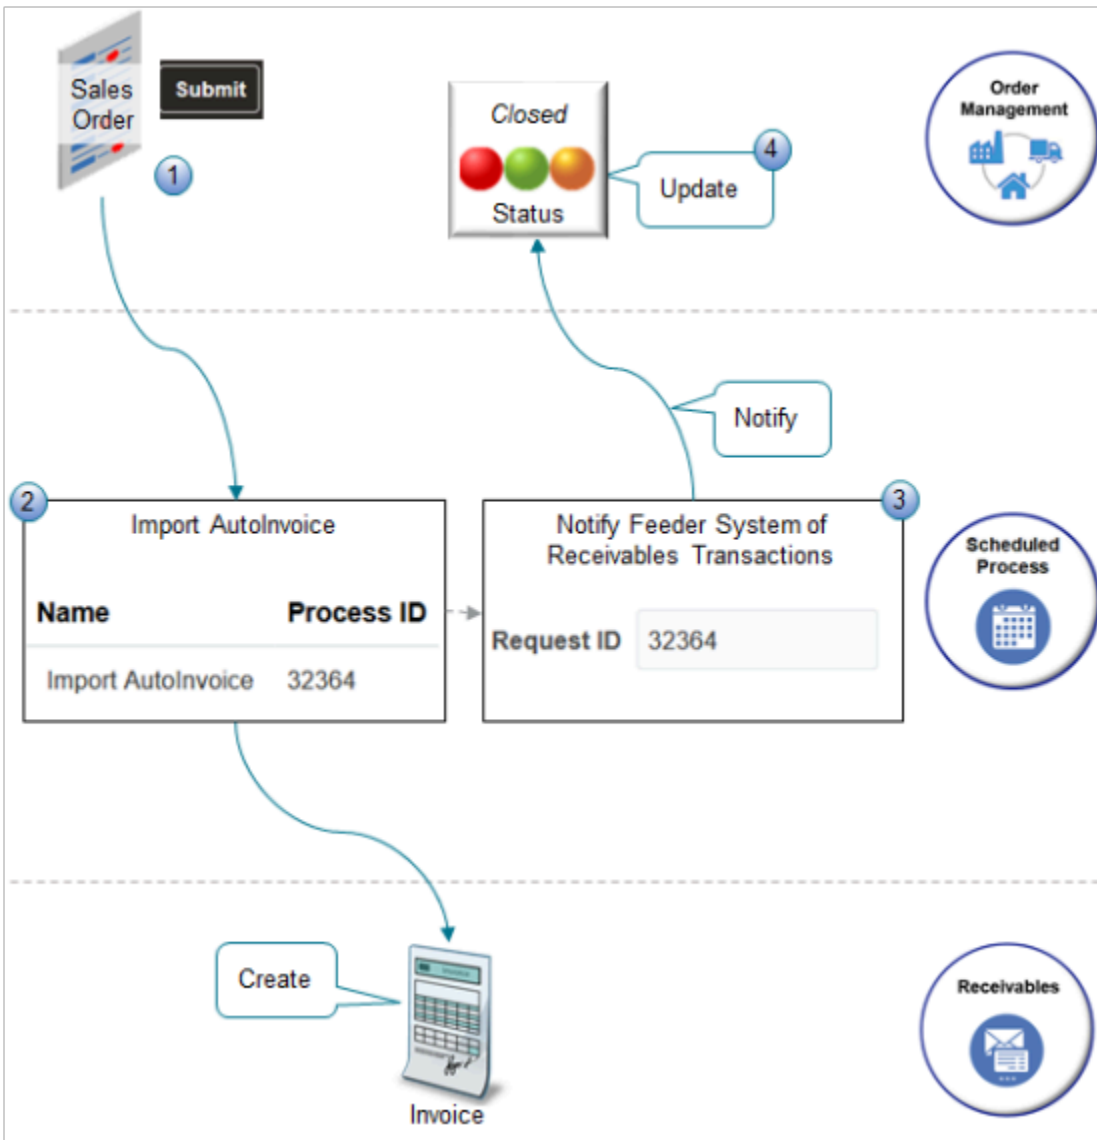 Sales
Order
Submit
1
Closed
Status
4
Update
Order
Management
Notify
2
Import AutoInvoice
Name Process ID
Import AutoInvoice 32364
3
Notify Feeder System of
Receivables Transactions
Request ID 32364
Scheduled
Process
Create
Invoice
Receivables